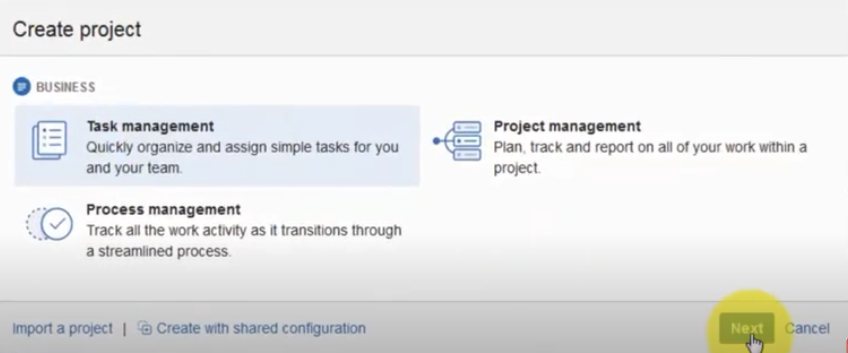 Create project
BUSINESS
Task management
Quickly organize and assign simple tasks for you
and your team.
Project management
Plan, track and report on all of your work within a
project.
Process management
Track all the work activity as it transitions through
a streamlined process.
Import a project | Create with shared configuration
Next Cancel